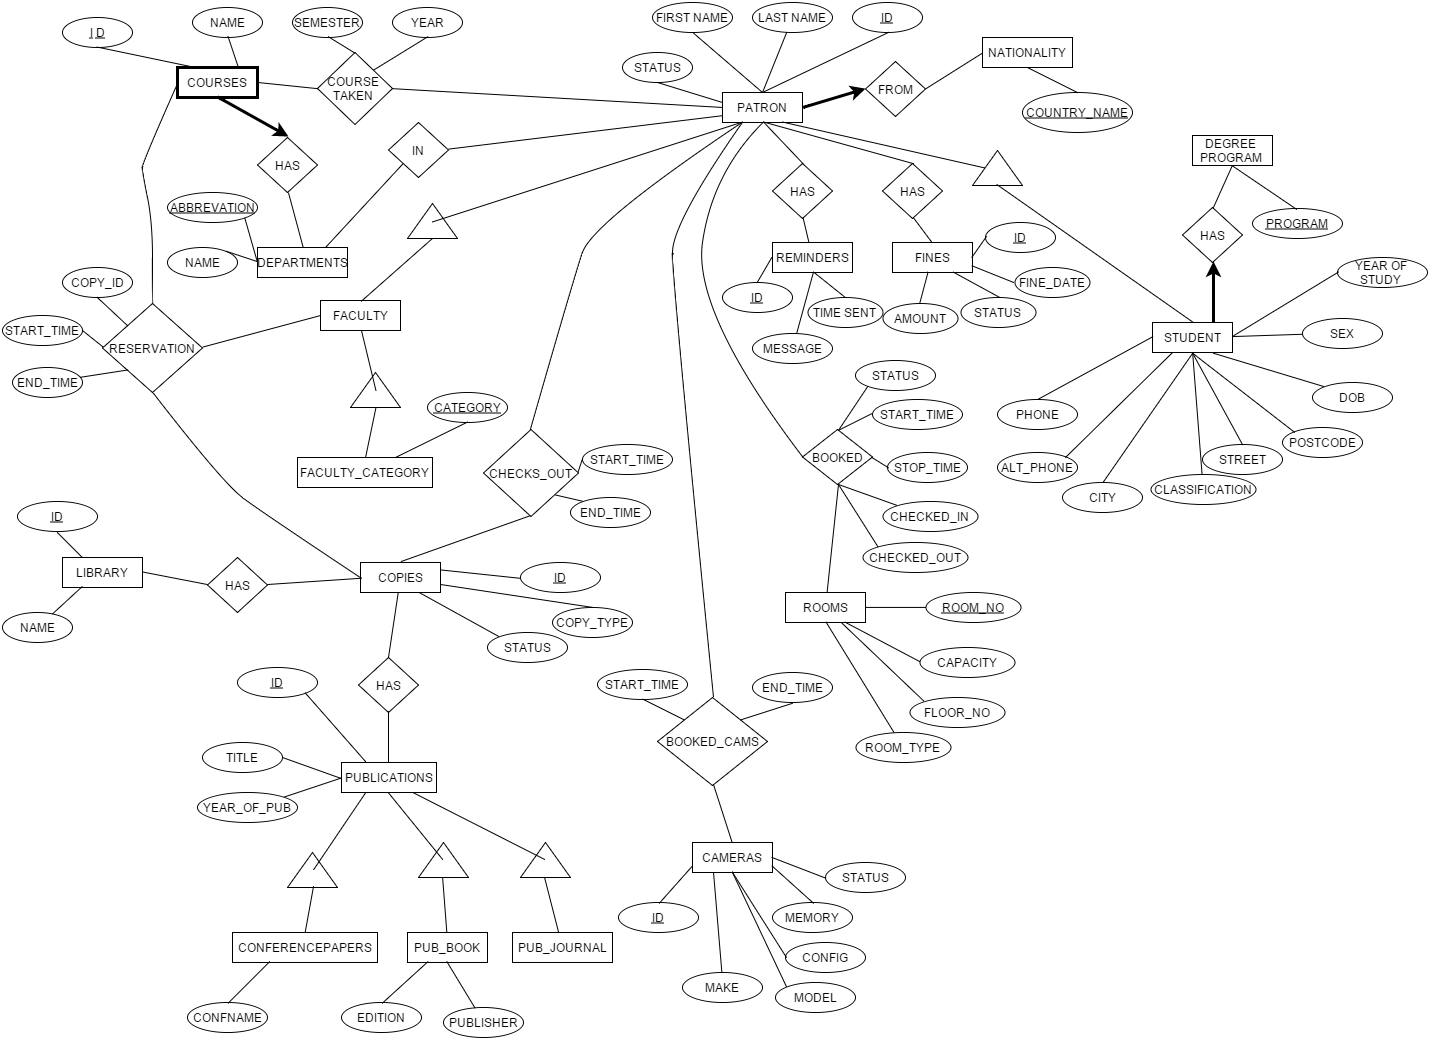 ID
NAME
SEMESTER
YEAR
FIRST NAME
LAST NAME
ID
COURSES
COURSE
TAKEN
STATUS
PATRON
FROM
NATIONALITY
COUNTRY_NAME
HAS
IN
ABBREVATION
NAME
DEPARTMENTS
DEGREE
PROGRAM
PROGRAM
HAS
HAS
HAS
REMINDERS
ID
TIME SENT
MESSAGE
FINES
ID
FINE_DATE
STATUS
AMOUNT
YEAR OF
STUDY
SEX
DOB
POSTCODE
STREET
CLASSIFICATION
CITY
ALT_PHONE
PHONE
STUDENT
COPY_ID
START_TIME
END_TIME
RESERVATION
FACULTY
CATEGORY
FACULTY_CATEGORY
CHECKS_OUT
START_TIME
END_TIME
STATUS
START_TIME
BOOKED
STOP_TIME
CHECKED_IN
CHECKED_OUT
ID
LIBRARY
NAME
HAS
COPIES
ID
COPY_TYPE
STATUS
ROOMS
ROOM_NO
CAPACITY
FLOOR_NO
ROOM_TYPE
HAS
ID
TITLE
YEAR_OF_PUB
PUBLICATIONS
START_TIME
END_TIME
BOOKED_CAMS
CAMERAS
STATUS
MEMORY
CONFIG
MODEL
MAKE
ID
CONFERENCEPAPERS
PUB_BOOK
PUB_JOURNAL
CONFNAME
EDITION
PUBLISHER